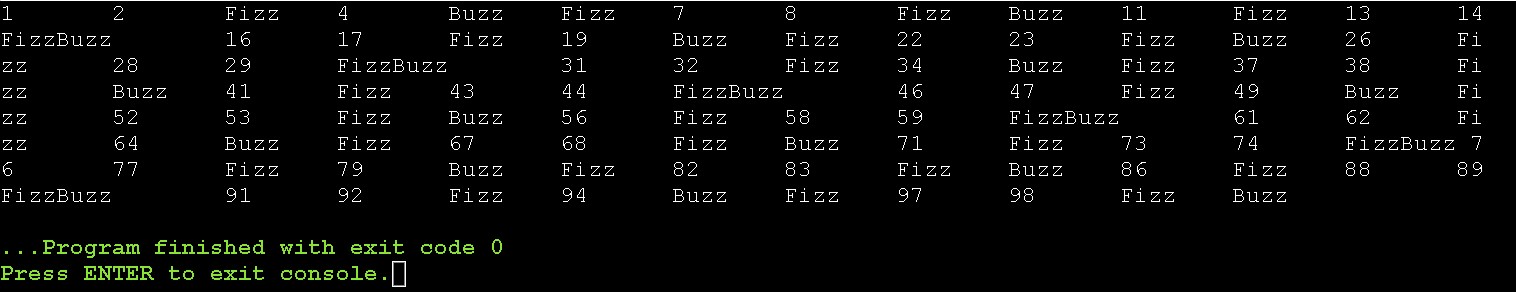 1 2 Fizz 4 Buzz Fizz 7 8 Fizz Buzz 11 Fizz 13 14
FizzBuzz 16 17 Fizz 19 Buzz Fizz 22 23 Fizz Buzz 26 Fi
zz 28 29 FizzBuzz 31 32 Fizz 34 Buzz Fizz 37 38 Fi
zz Buzz 41 Fizz 43 44 FizzBuzz 46 47 Fizz 49 Buzz Fi
zz 52 53 Fizz Buzz 56 Fizz 58 59 FizzBuzz 61 62 Fi
zz 64 Buzz Fizz 67 68 Fizz Buzz 71 Fizz 73 74 FizzBuzz 7
6 77 Fizz 79 Buzz Fizz 82 83 Fizz Buzz 86 Fizz 88 89
FizzBuzz 91 92 Fizz 94 Buzz Fizz 97 98 Fizz Buzz
...Program finished with exit code 0
Press ENTER to exit console.